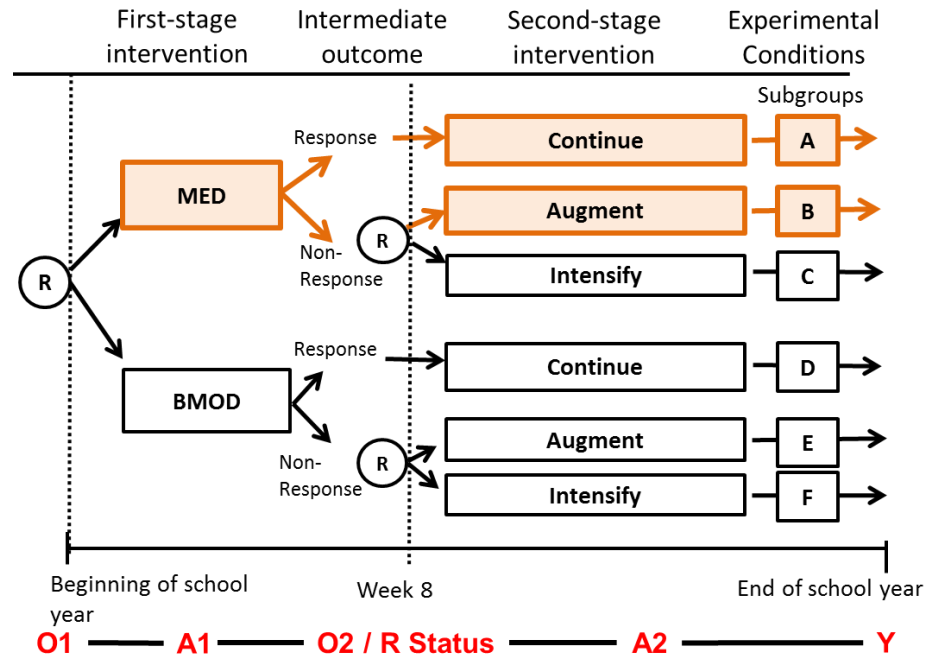 First-stage
intervention
Intermediate
outcome
Second-stage
intervention
Experimental
Conditions
Subgroups
Response
Continue
A
MED
Augment
B
R
Non-
Response
Intensify
C
R
Response
Continue
D
BMOD
Augment
E
R
Non-
Response
Intensify
F
Beginning of school
year
Week 8
End of school year
O1
A1
O2 / R Status
A2
Y